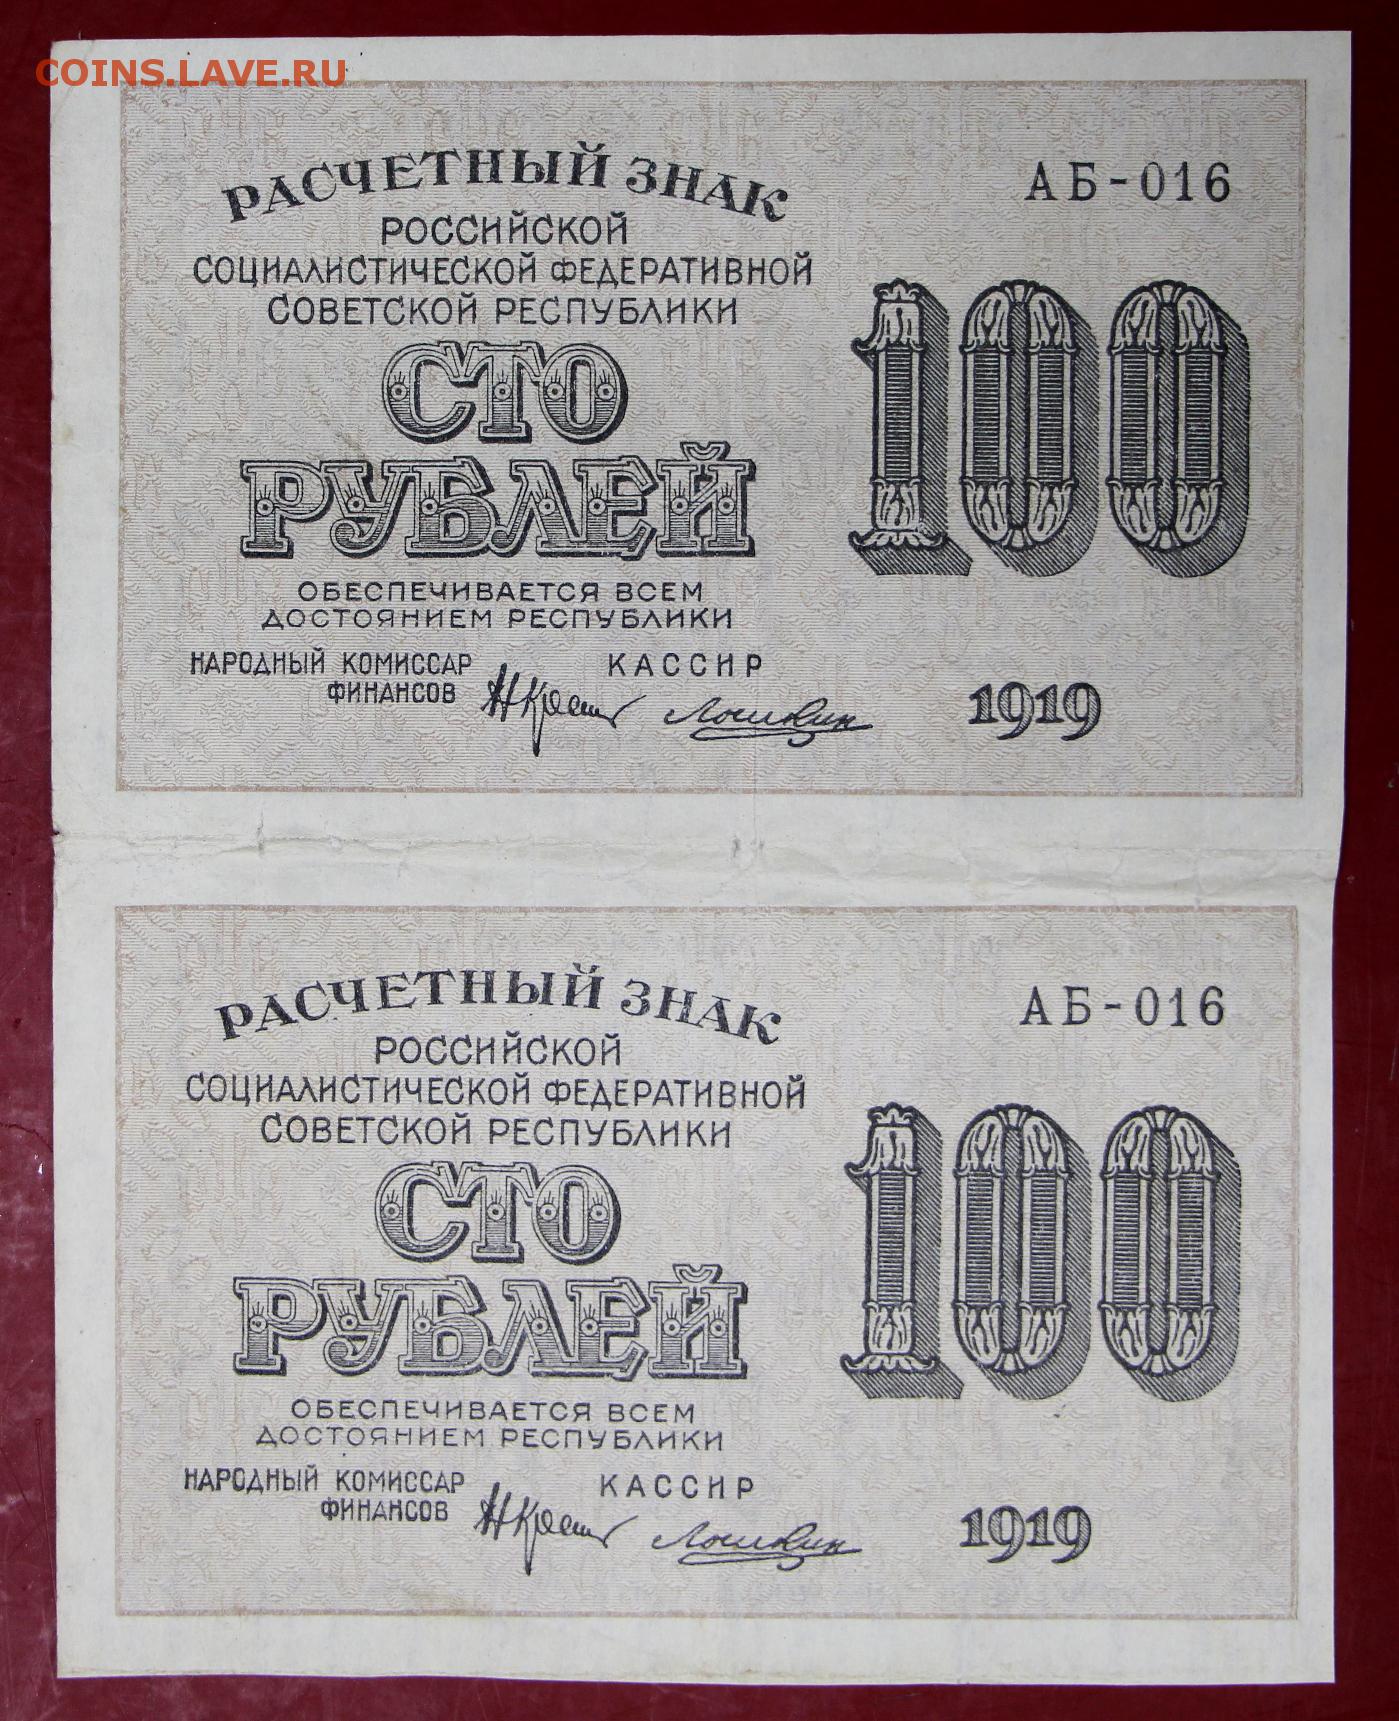 COINS.LAVE.RU
РАСЧЕТНЫЙ ЗНАК
АБ-016
РОССИЙСКОЙ
СОЦИАЛИСТИЧЕСКОЙ ФЕДЕРАТИВНОЙ
СОВЕТСКОЙ РЕСПУБЛИКИ
СТО
РУБЛЕЙ
100
ОБЕСПЕЧИВАЕТСЯ ВСЕМ
ДОСТОЯНИЕМ РЕСПУБЛИКИ
НАРОДНЫЙ КОМИССАР
ФИНАНСОВ
КАССИР
1919
РАСЧЕТНЫЙ ЗНАК
АБ-016
РОССИЙСКОЙ
СОЦИАЛИСТИЧЕСКОЙ ФЕДЕРАТИВНОЙ
СОВЕТСКОЙ РЕСПУБЛИКИ
СТО
РУБЛЕЙ
100
ОБЕСПЕЧИВАЕТСЯ ВСЕМ
ДОСТОЯНИЕМ РЕСПУБЛИКИ
НАРОДНЫЙ КОМИССАР
ФИНАНСОВ
КАССИР
1919